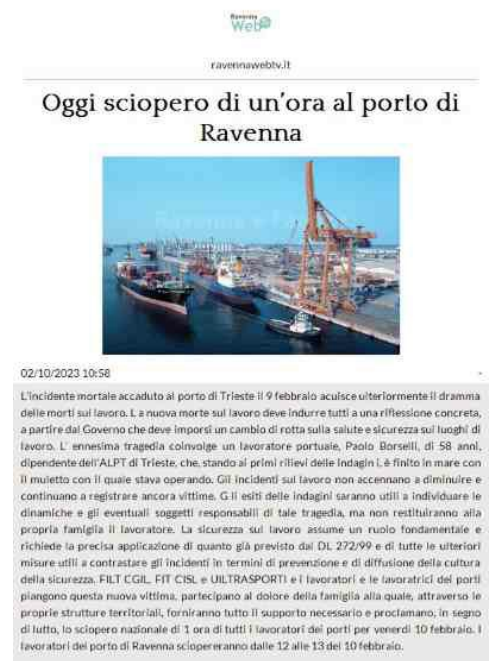 Ravenna
Web
ravennawebtv.it
Oggi sciopero di un'ora al porto di
Ravenna
02/10/2023 10:58
L'incidente mortale accaduto al porto di Trieste il 9 febbraio acuisce ulteriormente il dramma
delle morti sul lavoro. L a nuova morte sul lavoro deve indurre tutti a una riflessione concreta,
a partire dal Governo che deve imporsi un cambio di rotta sulla salute e sicurezza sui luoghi di
lavoro. L' ennesima tragedia coinvolge un lavoratore portuale, Paolo Borselli, di 58 anni,
dipendente dell'ALPT di Trieste, che, stando ai primi rilievi delle indagin i, è finito in mare con
il muletto con il quale stava operando. Gli incidenti sul lavoro non accennano a diminuire e
continuano a registrare ancora vittime. G li esiti delle indagini saranno utili a individuare le
dinamiche e gli eventuali soggetti responsabili di tale tragedia, ma non restituiranno alla
propria famiglia il lavoratore. La sicurezza sul lavoro assume un ruolo fondamentale e
richiede la precisa applicazione di quanto già previsto dal DL 272/99 e di tutte le ulteriori
misure utili a contrastare gli incidenti in termini di prevenzione e di diffusione della cultura
della sicurezza. FILT CGIL, FIT CISL e UILTRASPORTI e i lavoratori e le lavoratrici dei porti
piangono questa nuova vittima, partecipano al dolore della famiglia alla quale, attraverso le
proprie strutture territoriali, forniranno tutto il supporto necessario e proclamano, in segno
di lutto, lo sciopero nazionale di 1 ora di tutti i lavoratori dei porti per venerdì 10 febbraio. I
lavoratori del porto di Ravenna sciopereranno dalle 12 alle 13 del 10 febbraio.